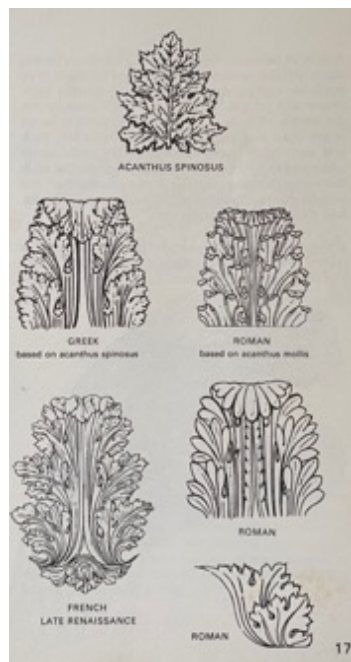 ACANTHUS SPINOSUS
GREEK
based on acanthus spinosus
ROMAN
based on acanthus mollis
FRENCH
LATE RENAISSANCE
ROMAN
ROMAN
17